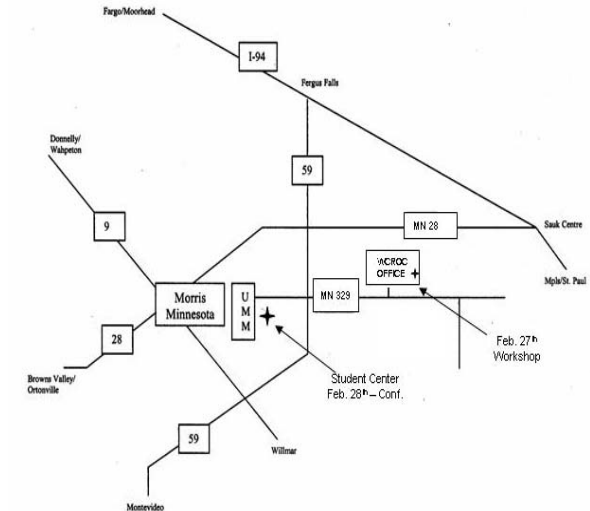 Fargo/Moorhead
I-94
Fergus Falls
Donnelly/
Wahpeton
59
9
MN 28
Sauk Centre
WCROC
OFFICE
Mpls/St. Paul
Morris
Minnesota
U
M
M
MN 329
28
Feb. 27th
Workshop
Student Center
Feb. 28th – Conf.
Browns Valley/
Ortonville
59
Willmar
Montevideo